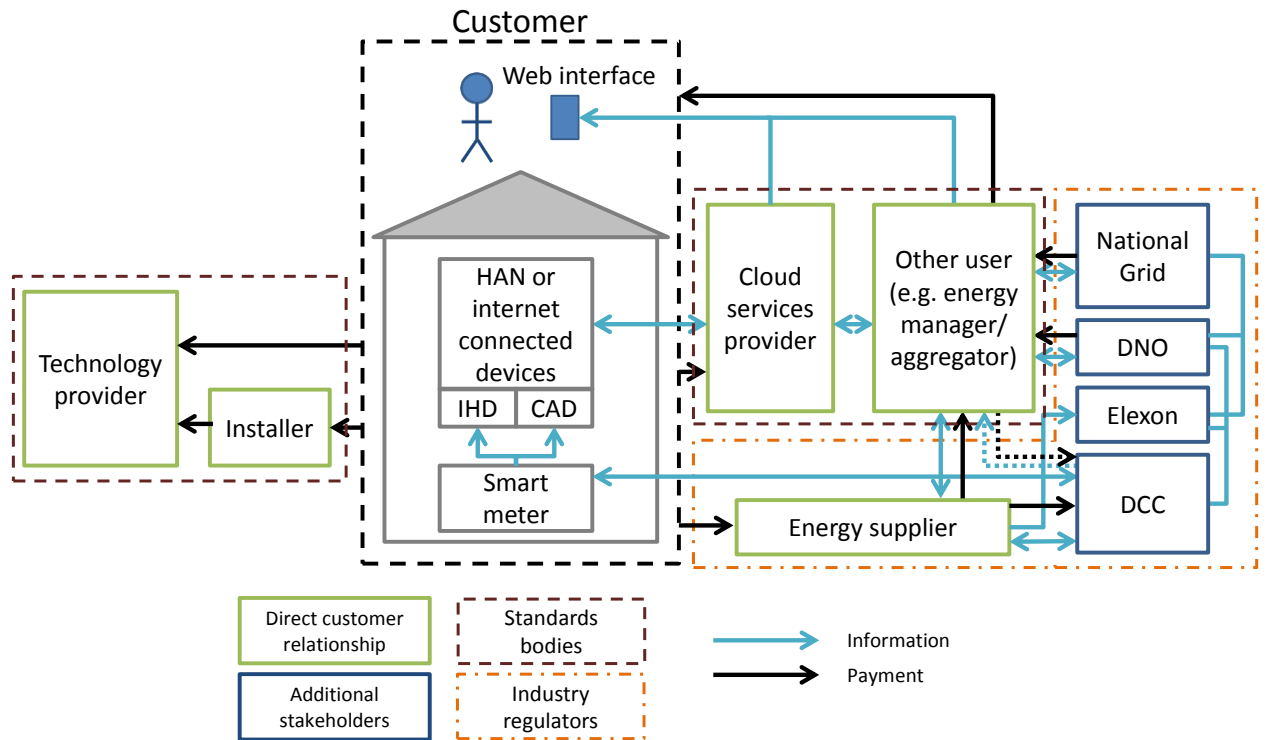 Customer
Web interface
HAN or
internet
connected
devices
IHD
CAD
Smart
meter
Technology
provider
Installer
Cloud
services
provider
Other user
(e.g. energy
manager/
aggregator)
National
Grid
DNO
Elexon
DCC
Energy supplier
Direct customer
relationship
Standards
bodies
Information
Payment
Additional
stakeholders
Industry
regulators